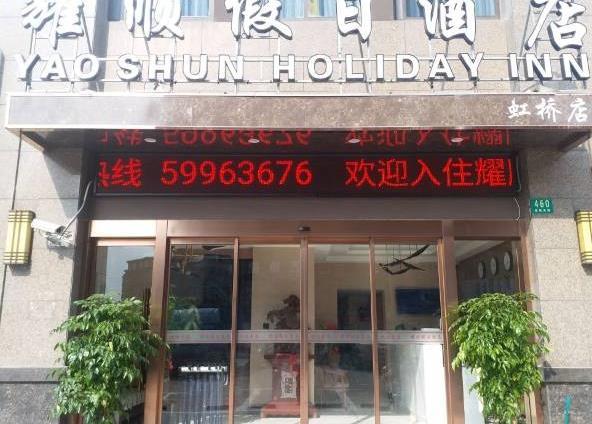 耀顺假日酒店
YAO SHUN HOLIDAY INN
虹桥店
热线 59963676 欢迎入住耀
460